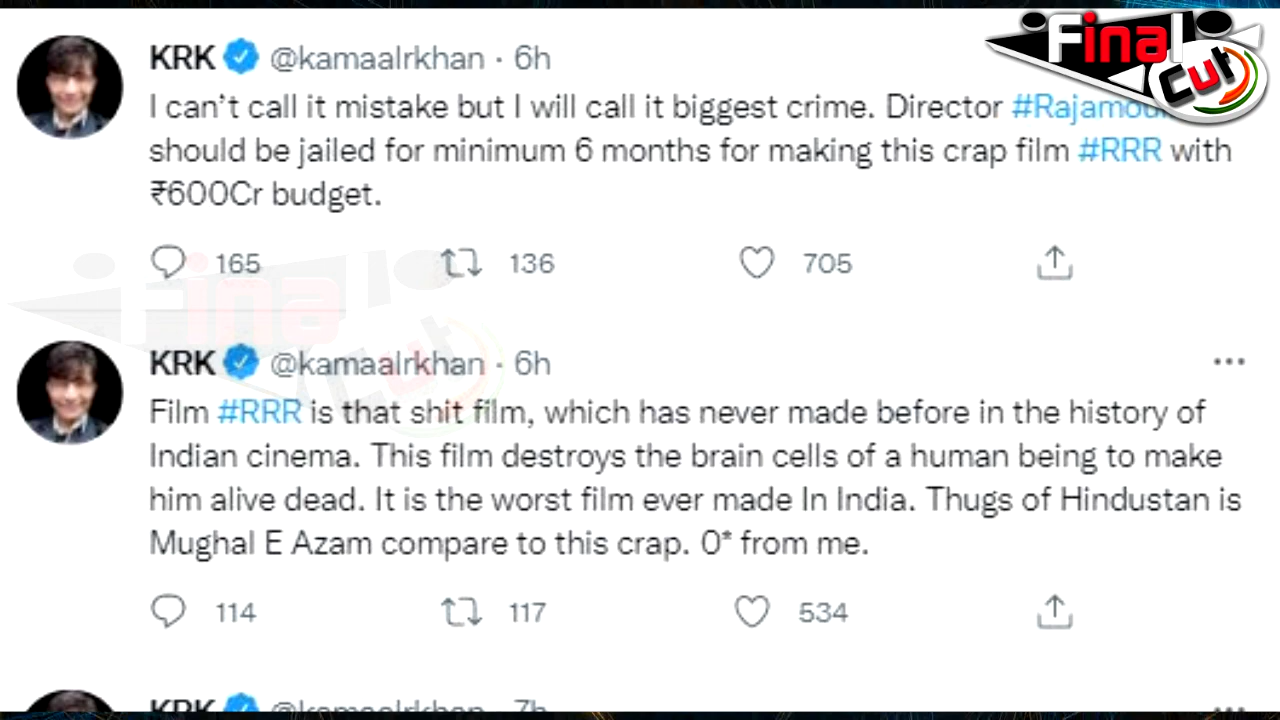 Final
Cut
KRK @kamaalrkhan · 6h
I can't call it mistake but I will call it biggest crime. Director
should be jailed for minimum 6 months for making this crap film #RRR with
₹600Cr budget.
165 136 705
Final
Cut
KRK @kamaalrkhan · 6h
Film #RRR is that shit film, which has never made before in the history of
Indian cinema. This film destroys the brain cells of a human being to make
him alive dead. It is the worst film ever made In India. Thugs of Hindustan is
Mughal E Azam compare to this crap. 0* from me.
114 117 534
KRK @kamaalrkhan · 7h